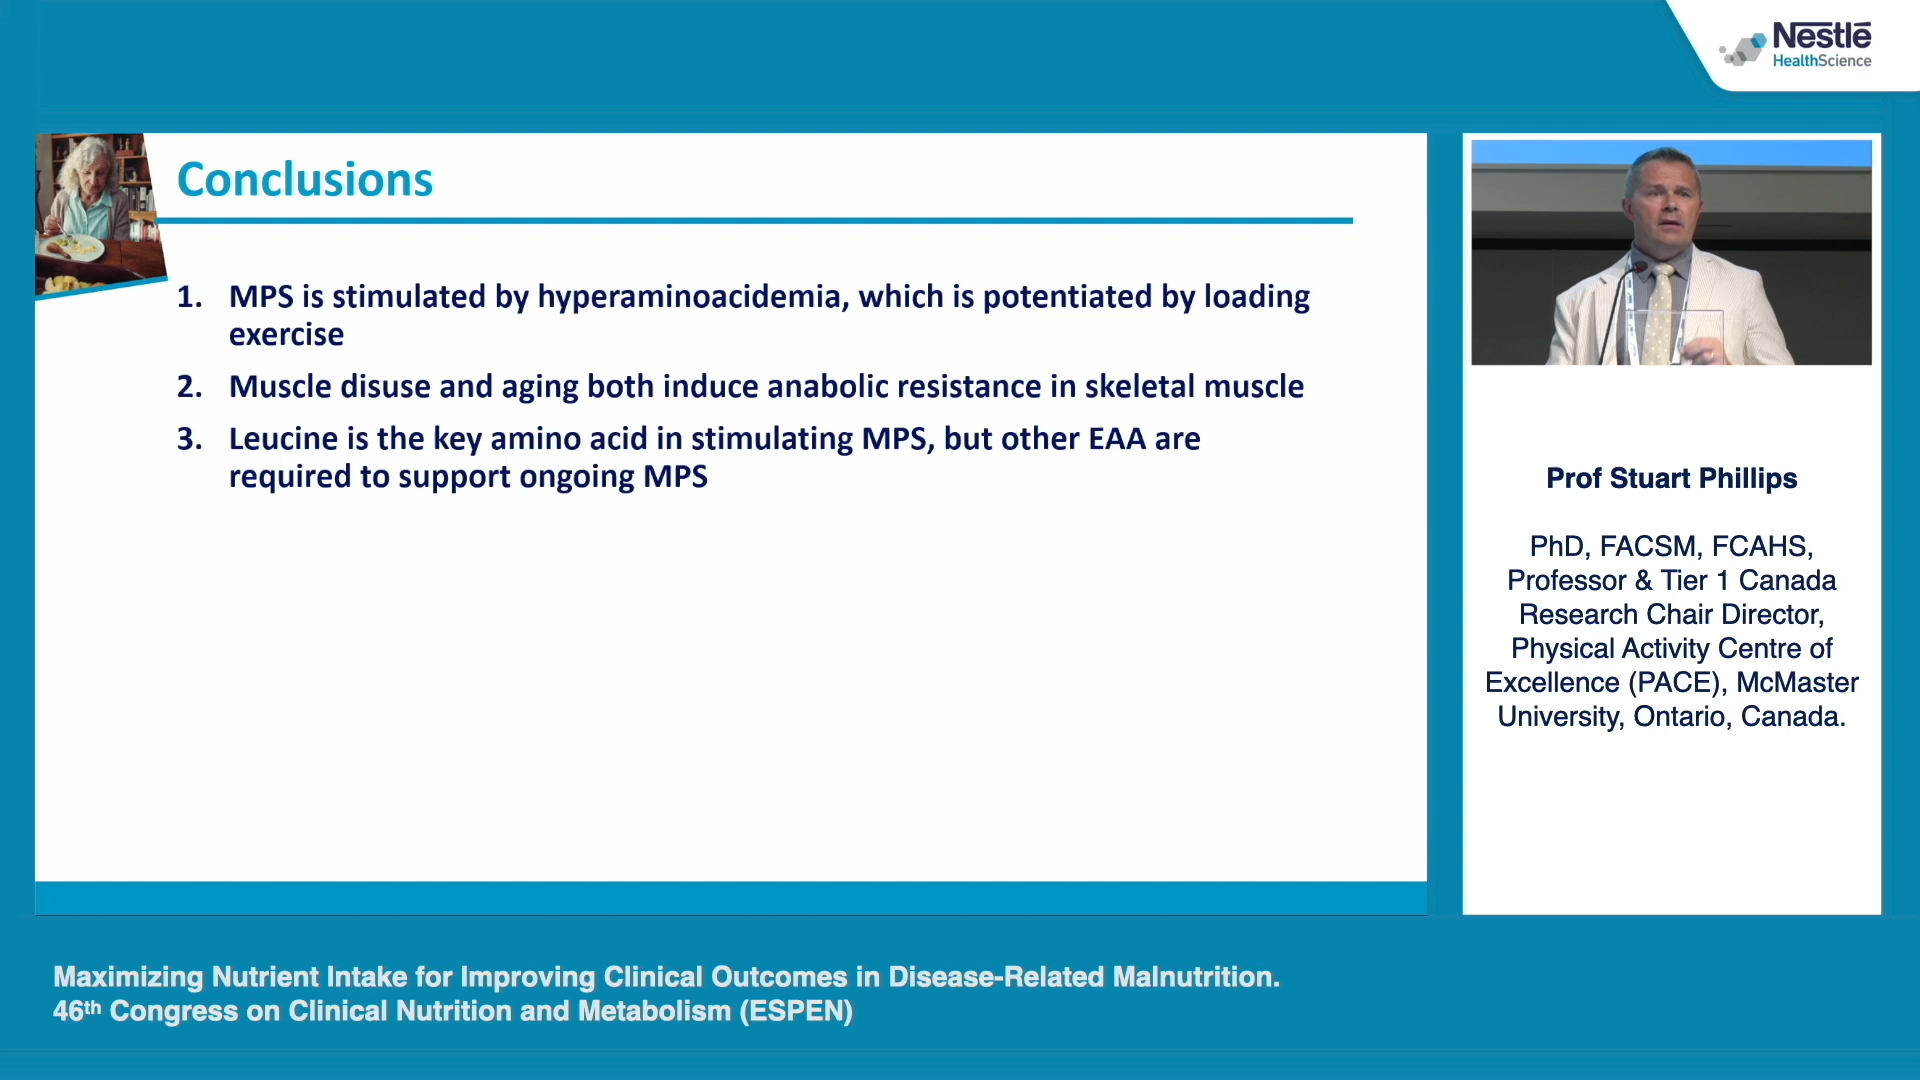 Nestlé
HealthScience
Conclusions
1. MPS is stimulated by hyperaminoacidemia, which is potentiated by loading
exercise
2. Muscle disuse and aging both induce anabolic resistance in skeletal muscle
3. Leucine is the key amino acid in stimulating MPS, but other EAA are
required to support ongoing MPS
Prof Stuart Phillips
PhD, FACSM, FCAHS,
Professor & Tier 1 Canada
Research Chair Director,
Physical Activity Centre of
Excellence (PACE), McMaster
University, Ontario, Canada.
Maximizing Nutrient Intake for Improving Clinical Outcomes in Disease-Related Malnutrition.
46th Congress on Clinical Nutrition and Metabolism (ESPEN)